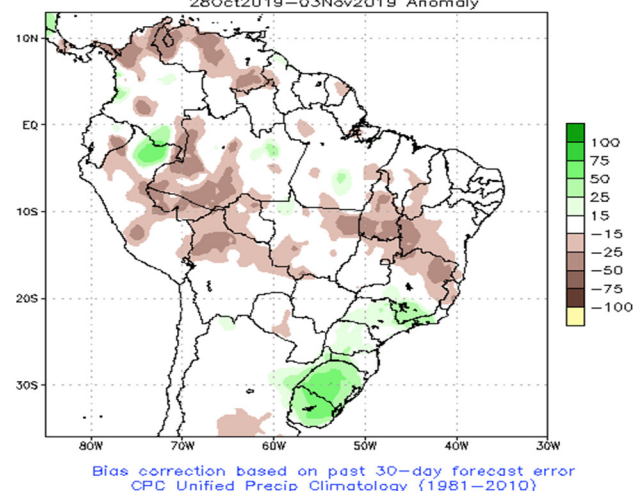 28Oct2019-03Nov2019 Anomaly
10N
EQ
10S
20S
30S
80W
70W
60W
50W
40W
30W
100
75
50
25
15
-15
-25
-50
-75
-100
Bias correction based on past 30-day forecast error
CPC Unified Precip Climatology (1981-2010)